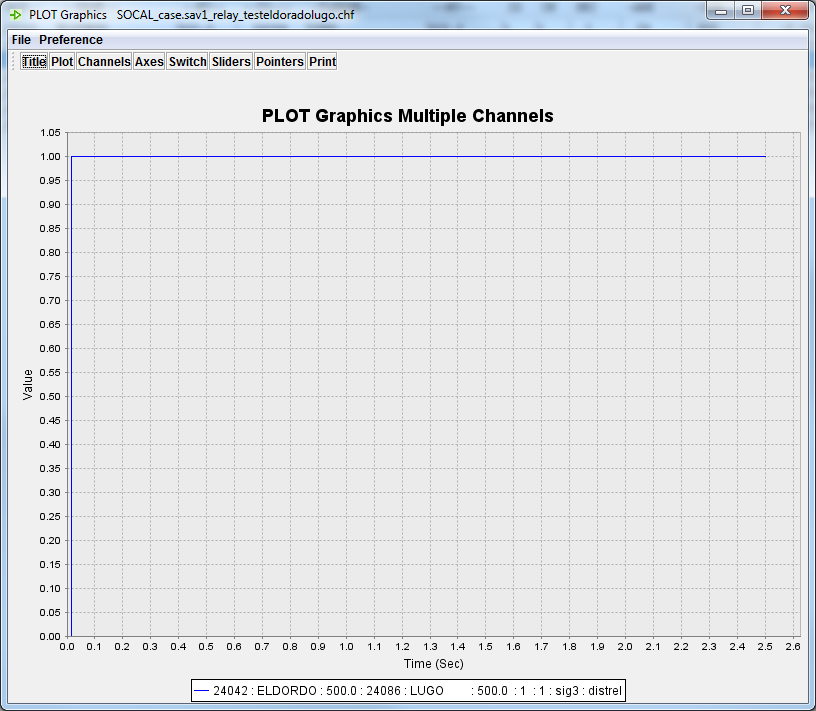 PLOT Graphics SOCAL_case.sav1_relay_testeldoradolugo.chf
File Preference
Title Plot Channels Axes Switch Sliders Pointers Print
PLOT Graphics Multiple Channels
1.05
1.00
0.95
0.90
0.85
0.80
0.75
0.70
0.65
0.60
0.55
0.50
0.45
0.40
0.35
0.30
0.25
0.20
0.15
0.10
0.05
0.00
Value
0.0 0.1 0.2 0.3 0.4 0.5 0.6 0.7 0.8 0.9 1.0 1.1 1.2 1.3 1.4 1.5 1.6 1.7 1.8 1.9 2.0 2.1 2.2 2.3 2.4 2.5 2.6
Time (Sec)
24042 : ELDORDO : 500.0 : 24086 : LUGO : 500.0 : 1 : 1 : sig3 : distrel